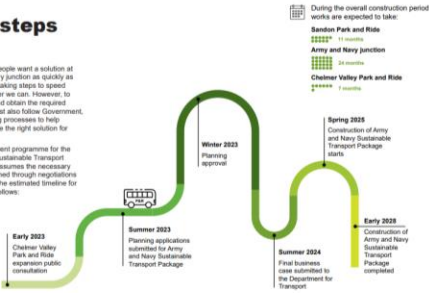 steps
eople want a solution at
y junction as quickly as
aking steps to speed
er we can. However, to
d obtain the required
st also follow Government,
g processes to help
e the right solution for
ent programme for the
ustainable Transport
assumes the necessary
ned through negotiations
he estimated timeline for
ollows:
During the overall construction period
works are expected to take:
Sandon Park and Ride
11 months
Army and Navy junction
24 months
Chelmer Valley Park and Ride
7 months
Early 2023
Chelmer Valley
Park and Ride
expansion public
consultation
P&R
Summer 2023
Planning applications
submitted for Army
and Navy Sustainable
Transport Package
Winter 2023
Planning
approval
Summer 2024
Final business
case submitted to
the Department for
Transport
Spring 2025
Construction of Army
and Navy Sustainable
Transport Package
starts
Early 2028
Construction of
Army and Navy
Sustainable
Transport
Package
completed